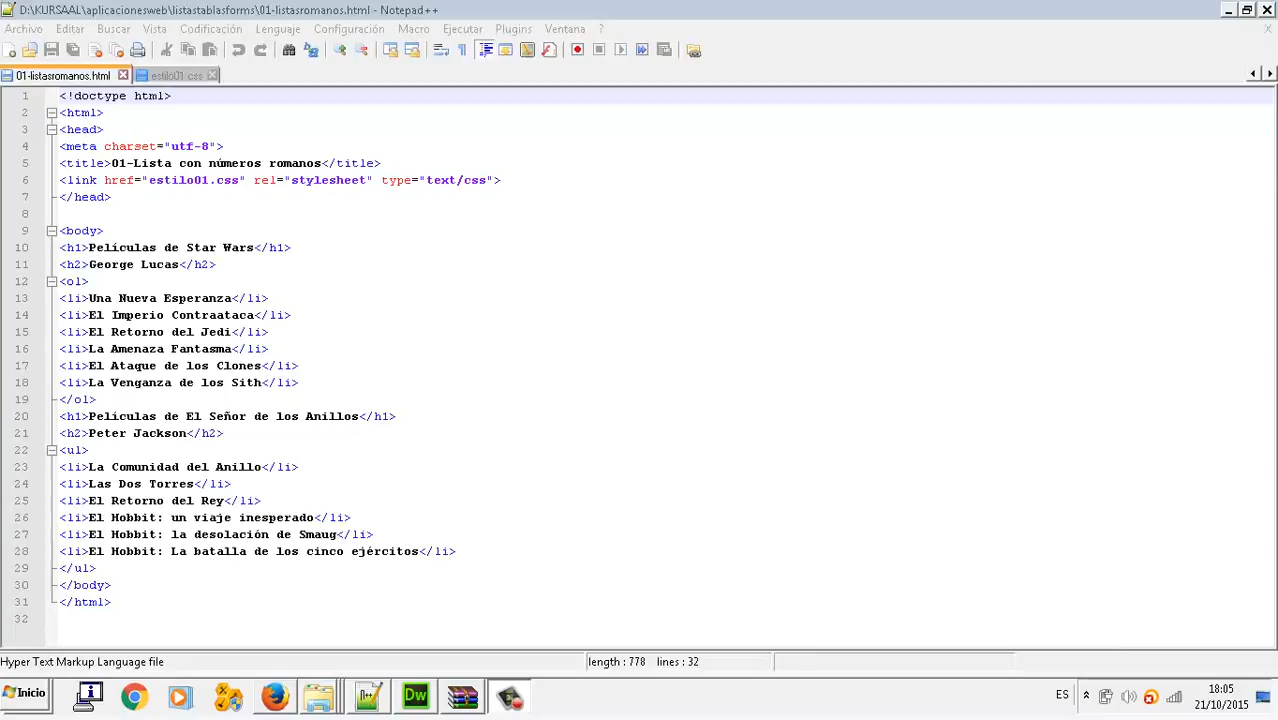 D:\KURSAAL\aplicacionesweb\listastablasforms\01-listasromanos.html - Notepad++
Archivo Editar Buscar Vista Codificación Lenguaje Configuración Macro Ejecutar Plugins Ventana ? X
01-listasromanos.html estilo01.css
1 <!doctype html>
2 <html>
3 <head>
4 <meta charset="utf-8">
5 <title>01-Lista con números romanos</title>
6 <link href="estilo01.css" rel="stylesheet" type="text/css">
7 </head>
8
9 <body>
10 <h1>Películas de Star Wars</h1>
11 <h2>George Lucas</h2>
12 <ol>
13 <li>Una Nueva Esperanza</li>
14 <li>El Imperio Contraataca</li>
15 <li>El Retorno del Jedi</li>
16 <li>La Amenaza Fantasma</li>
17 <li>El Ataque de los Clones</li>
18 <li>La Venganza de los Sith</li>
19 </ol>
20 <h1>Películas de El Señor de los Anillos</h1>
21 <h2>Peter Jackson</h2>
22 <ul>
23 <li>La Comunidad del Anillo</li>
24 <li>Las Dos Torres</li>
25 <li>El Retorno del Rey</li>
26 <li>El Hobbit: un viaje inesperado</li>
27 <li>El Hobbit: la desolación de Smaug</li>
28 <li>El Hobbit: La batalla de los cinco ejércitos</li>
29 </ul>
30 </body>
31 </html>
32
Hyper Text Markup Language file length : 778 lines : 32
Inicio Dw ES 18:05
21/10/2015